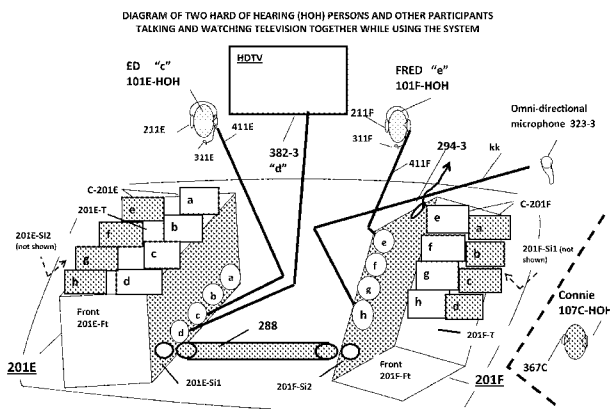 DIAGRAM OF TWO HARD OF HEARING (HOH) PERSONS AND OTHER PARTICIPANTS
TALKING AND WATCHING TELEVISION TOGETHER WHILE USING THE SYSTEM
ED "c"
101E-HOH
HDTV
FRED "e"
101F-HOH
211E
411E
311E
382-3
"d"
211F
311F
411F
294-3
kk
Omni-directional
microphone 323-3
C-201E
201E-T
a
e
b
f
c
g
h
d
201E-Si2
(not shown)
Front
201E-Ft
a
b
c
d
201E
201E-Si1
288
201F-Si2
e
f
g
h
C-201F
e
a
f
b
g
c
h
d
201F-Si1 (not
shown)
201F-T
Front
201F-Ft
201F
Connie
107C-HOH
367C